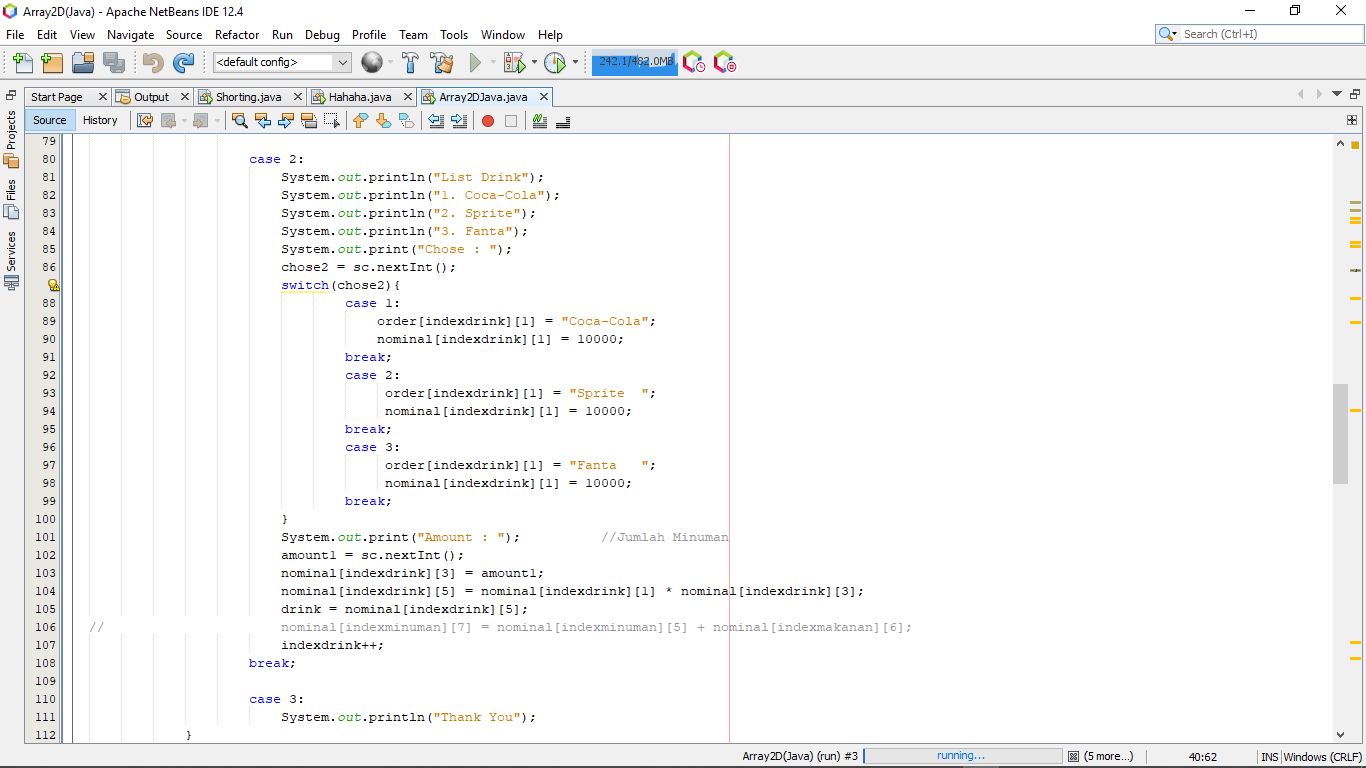 Array2D(Java) - Apache NetBeans IDE 12.4
File Edit View Navigate Source Refactor Run Debug Profile Team Tools Window Help
Search (Ctrl+I)
<default config>
242.1/482.0MB
Start Page
Output
Shorting.java
Hahaha.java
Array2DJava.java
Projects
Files
Services
Source
History
79
80 case 2:
81 System.out.println("List Drink");
82 System.out.println("1. Coca-Cola");
83 System.out.println("2. Sprite");
84 System.out.println("3. Fanta");
85 System.out.print("Chose : ");
86 chose2 = sc.nextInt();
switch(chose2){
88 case 1:
89 order[indexdrink][1] = "Coca-Cola";
90 nominal[indexdrink][1] = 10000;
91 break;
92 case 2:
93 order[indexdrink][1] = "Sprite  ";
94 nominal[indexdrink][1] = 10000;
95 break;
96 case 3:
97 order[indexdrink][1] = "Fanta   ";
98 nominal[indexdrink][1] = 10000;
99 break;
100 }
101 System.out.print("Amount : "); //Jumlah Minuman
102 amount1 = sc.nextInt();
103 nominal[indexdrink][3] = amount1;
104 nominal[indexdrink][5] = nominal[indexdrink][1] * nominal[indexdrink][3];
105 drink = nominal[indexdrink][5];
106 // nominal[indexminuman][7] = nominal[indexminuman][5] + nominal[indexmakanan][6];
107 indexdrink++;
108 break;
109
110 case 3:
111 System.out.println("Thank You");
112 }
Array2D(Java) (run) #3
running...
(5 more...)
40:62
INS
Windows (CRLF)